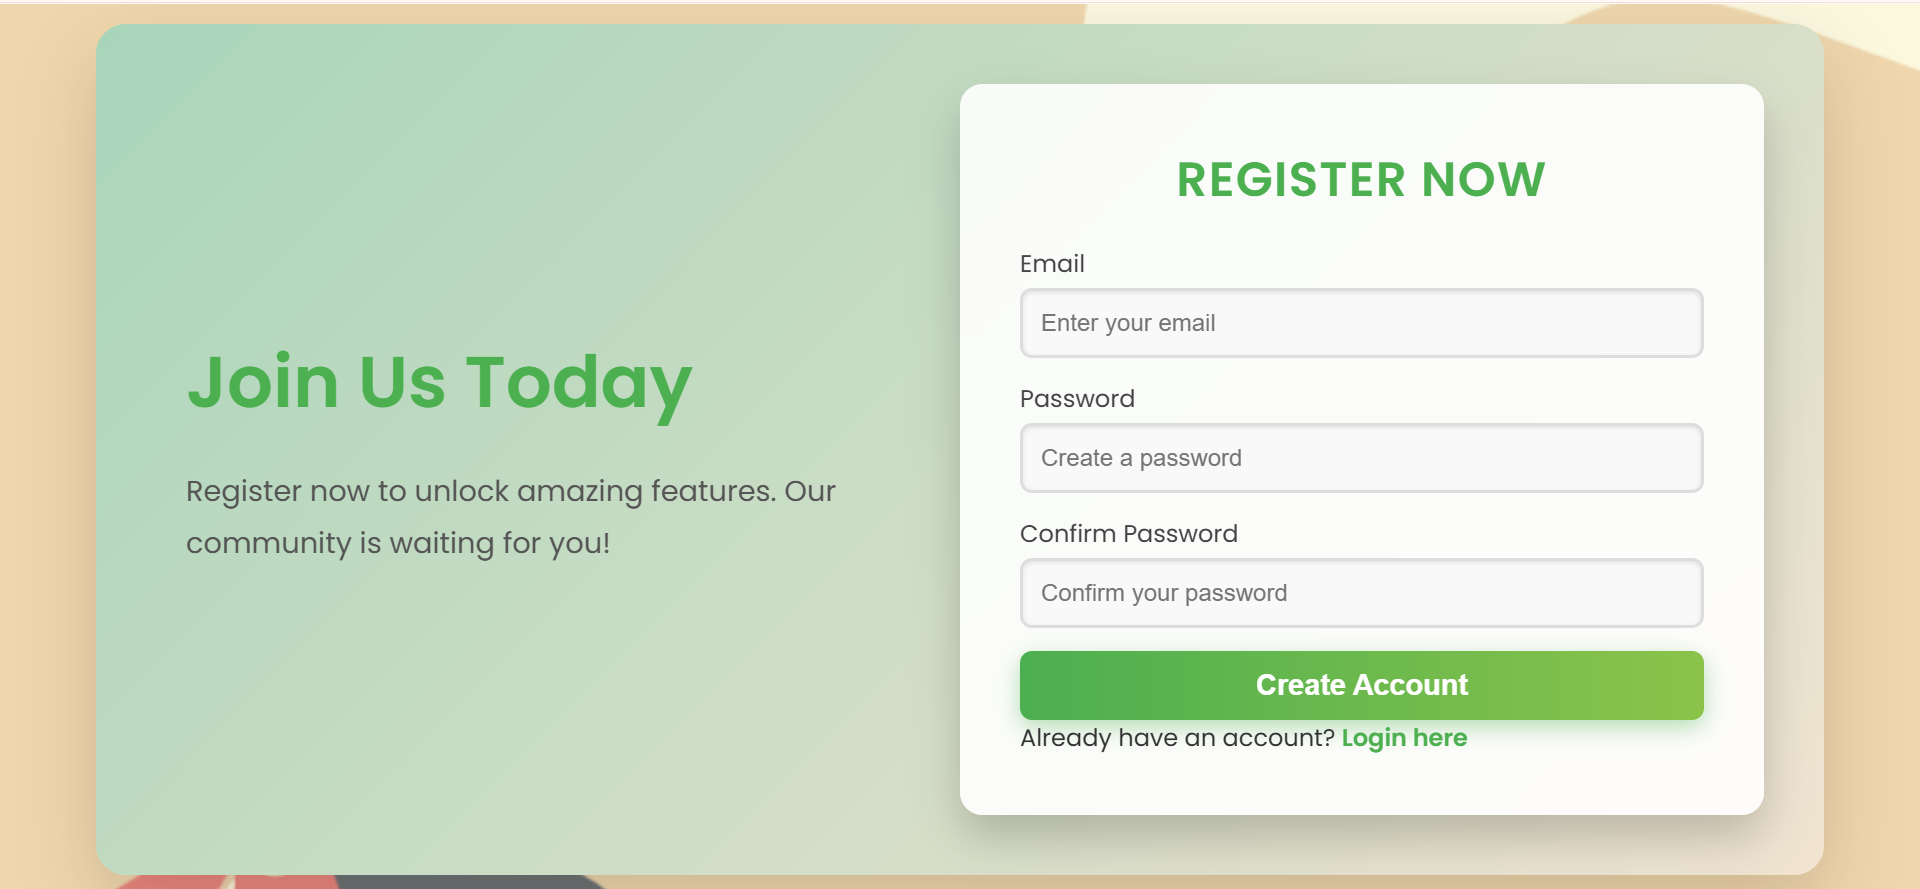 Join Us Today
Register now to unlock amazing features. Our
community is waiting for you!
REGISTER NOW
Email
Enter your email
Password
Create a password
Confirm Password
Confirm your password
Create Account
Already have an account? Login here